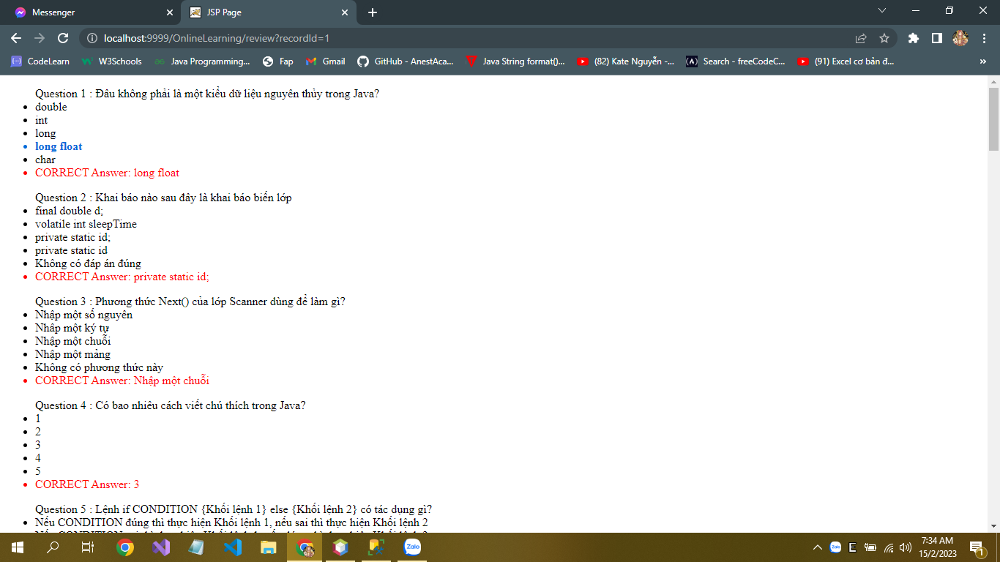 Messenger
JSP Page
localhost:9999/OnlineLearning/review?recordId=1
CodeLearn
W3Schools
Java Programming...
Fap
Gmail
GitHub - AnestAca...
Java String format()...
(82) Kate Nguyễn -...
Search - freeCodeC...
(91) Excel cơ bản đ...
Question 1 : Đâu không phải là một kiểu dữ liệu nguyên thủy trong Java?
double
int
long
long float
char
CORRECT Answer: long float
Question 2 : Khai báo nào sau đây là khai báo biến lớp
final double d;
volatile int sleepTime
private static id;
private static id
Không có đáp án đúng
CORRECT Answer: private static id;
Question 3 : Phương thức Next() của lớp Scanner dùng để làm gì?
Nhập một số nguyên
Nhâp một ký tự
Nhập một chuỗi
Nhập một mảng
Không có phương thức này
CORRECT Answer: Nhập một chuỗi
Question 4 : Có bao nhiêu cách viết chú thích trong Java?
1
2
3
4
5
CORRECT Answer: 3
Question 5 : Lệnh if CONDITION {Khối lệnh 1} else {Khối lệnh 2} có tác dụng gì?
Nếu CONDITION đúng thì thực hiện Khối lệnh 1, nếu sai thì thực hiện Khối lệnh 2
Zalo
Zalo
E
7:34 AM
15/2/2023
1